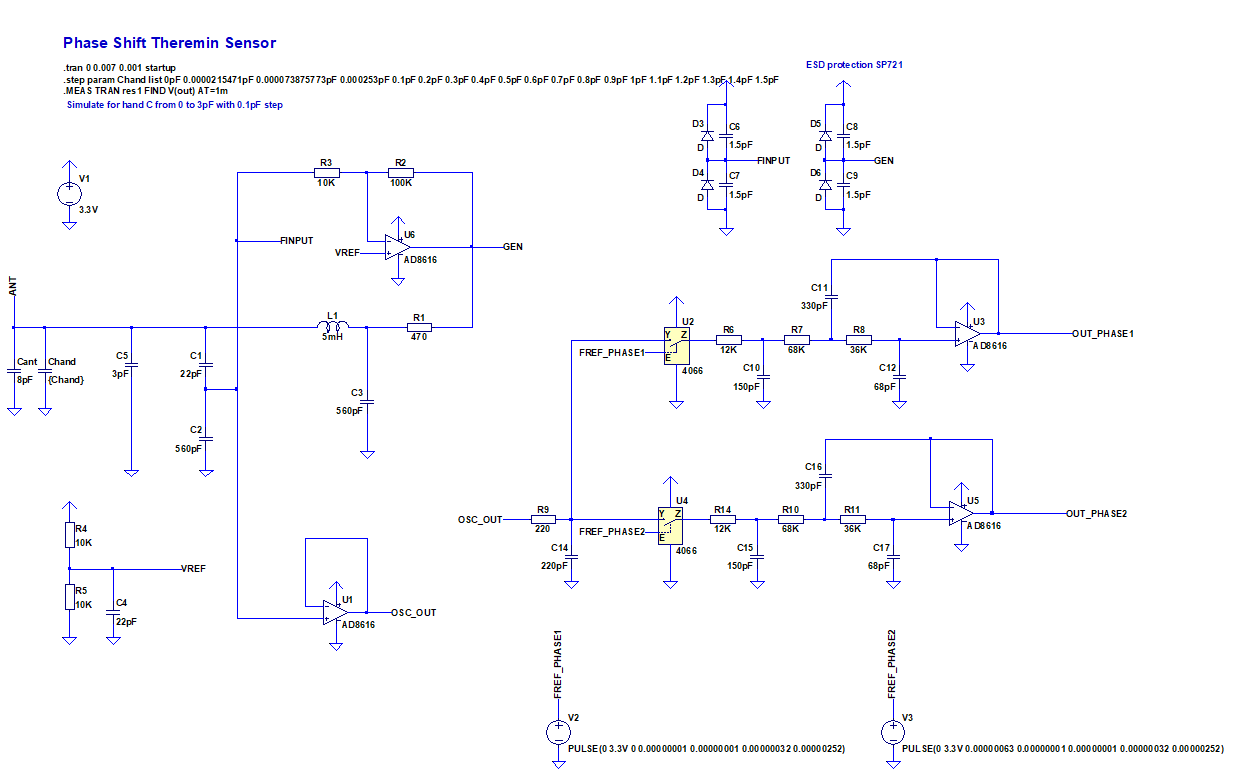 Phase Shift Theremin Sensor
.tran 0 0.007 0.001 startup
.step param Chand list 0pF 0.0000215471pF 0.000073875773pF 0.000253pF 0.1pF 0.2pF 0.3pF 0.4pF 0.5pF 0.6pF 0.7pF 0.8pF 0.9pF 1pF 1.1pF 1.2pF 1.3pF 1.4pF 1.5pF
.MEAS TRAN res1 FIND V(out) AT=1m
Simulate for hand C from 0 to 3pF with 0.1pF step
ESD protection SP721
D3
D
C6
1.5pF
FINPUT
D4
D
C7
1.5pF
D5
D
C8
1.5pF
GEN
D6
D
C9
1.5pF
V1
3.3V
R3
10K
R2
100K
FINPUT
VREF
U6
AD8616
GEN
ANT
L1
5mH
R1
470
Cant
8pF
Chand
{Chand}
C5
3pF
C1
22pF
C2
560pF
C3
560pF
C11
330pF
U2
Y Z
E
4066
FREF_PHASE1
R6
12K
R7
68K
R8
36K
U3
AD8616
OUT_PHASE1
C10
150pF
C12
68pF
C16
330pF
OSC_OUT
R9
220
C14
220pF
U4
Y Z
E
4066
FREF_PHASE2
R14
12K
R10
68K
R11
36K
U5
AD8616
OUT_PHASE2
C15
150pF
C17
68pF
R4
10K
VREF
R5
10K
C4
22pF
U1
AD8616
OSC_OUT
FREF_PHASE1
V2
PULSE(0 3.3V 0 0.00000001 0.00000001 0.00000032 0.00000252)
FREF_PHASE2
V3
PULSE(0 3.3V 0.00000063 0.00000001 0.00000001 0.00000032 0.00000252)